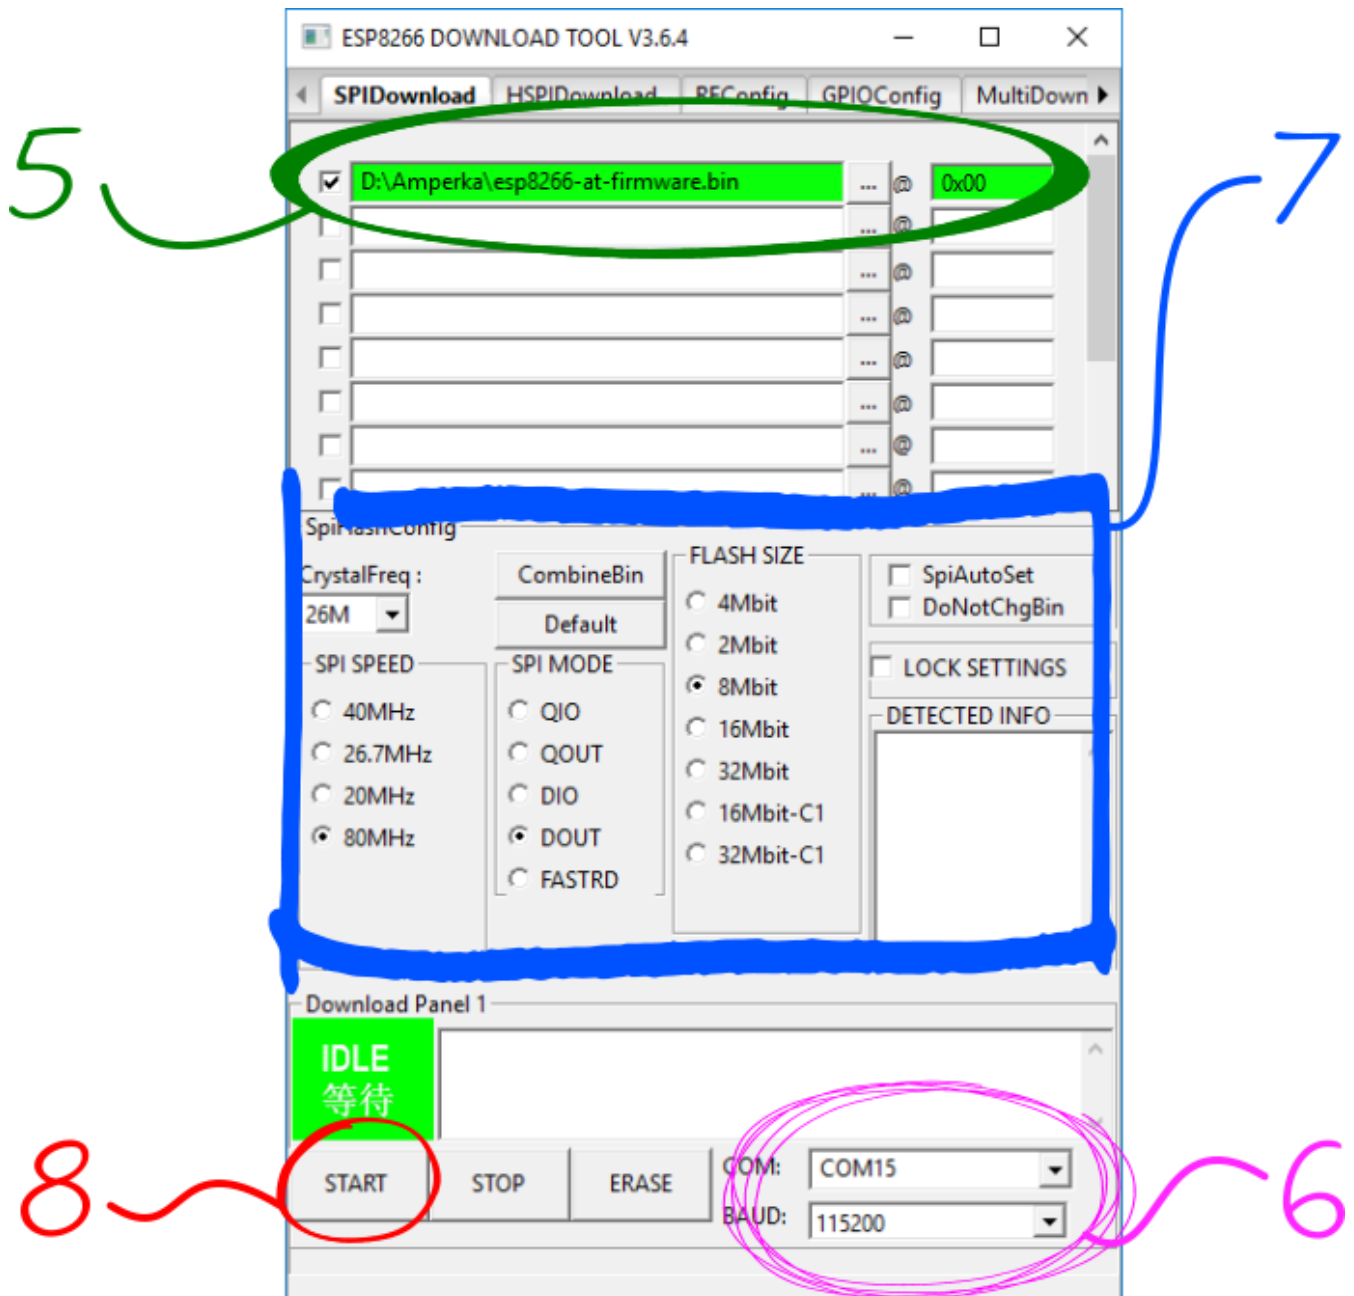 ESP8266 DOWNLOAD TOOL V3.6.4
SPIDownload HSPIDownload RFConfig GPIOConfig MultiDown
5
7
D:\Amperka\esp8266-at-firmware.bin ... @ 0x00
... @
... @
... @
... @
... @
... @
... @
SpiFlashConfig
CrystalFreq :
26M
CombineBin
Default
SPI SPEED
40MHz
26.7MHz
20MHz
80MHz
SPI MODE
QIO
QOUT
DIO
DOUT
FASTRD
FLASH SIZE
4Mbit
2Mbit
8Mbit
16Mbit
32Mbit
16Mbit-C1
32Mbit-C1
SpiAutoSet
DoNotChgBin
LOCK SETTINGS
DETECTED INFO
Download Panel 1
IDLE
等待
8
START STOP ERASE
COM: COM15
BAUD: 115200
6